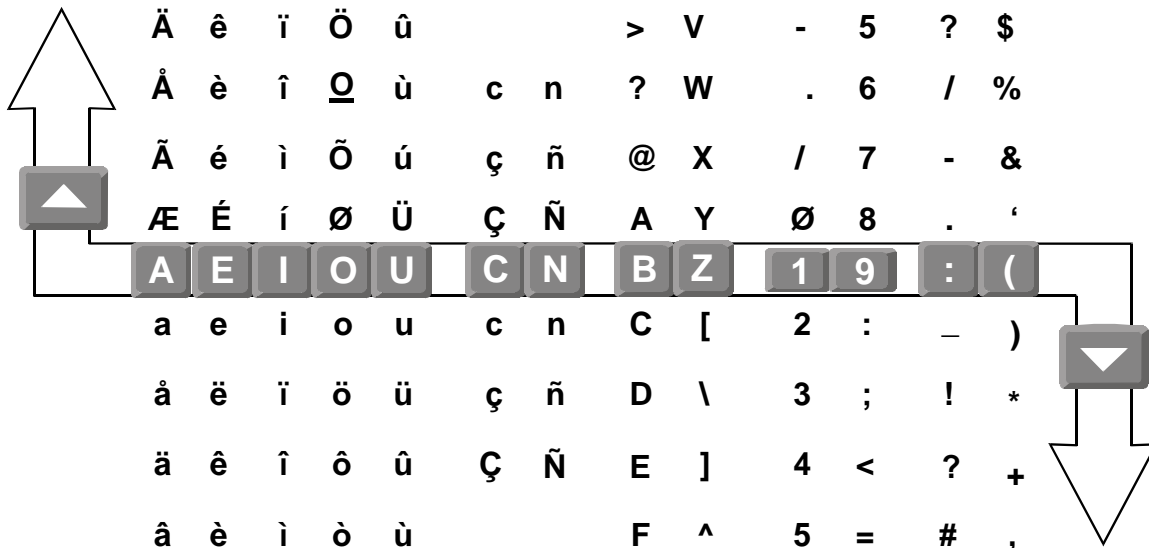 Ä ê ï Ö û > V - 5 ? $
Å è î O ù c n ? W . 6 / %
Ã é ì Õ ú ç ñ @ X / 7 - &
Æ É í Ø Ü Ç Ñ A Y Ø 8 . ‘
A E I O U C N B Z 1 9 : (
a e i o u c n C [ 2 : _ )
å ë ï ö ü ç ñ D \ 3 ; ! *
ä ê î ô û Ç Ñ E ] 4 < ? +
â è ì ò ù F ^ 5 = # ,